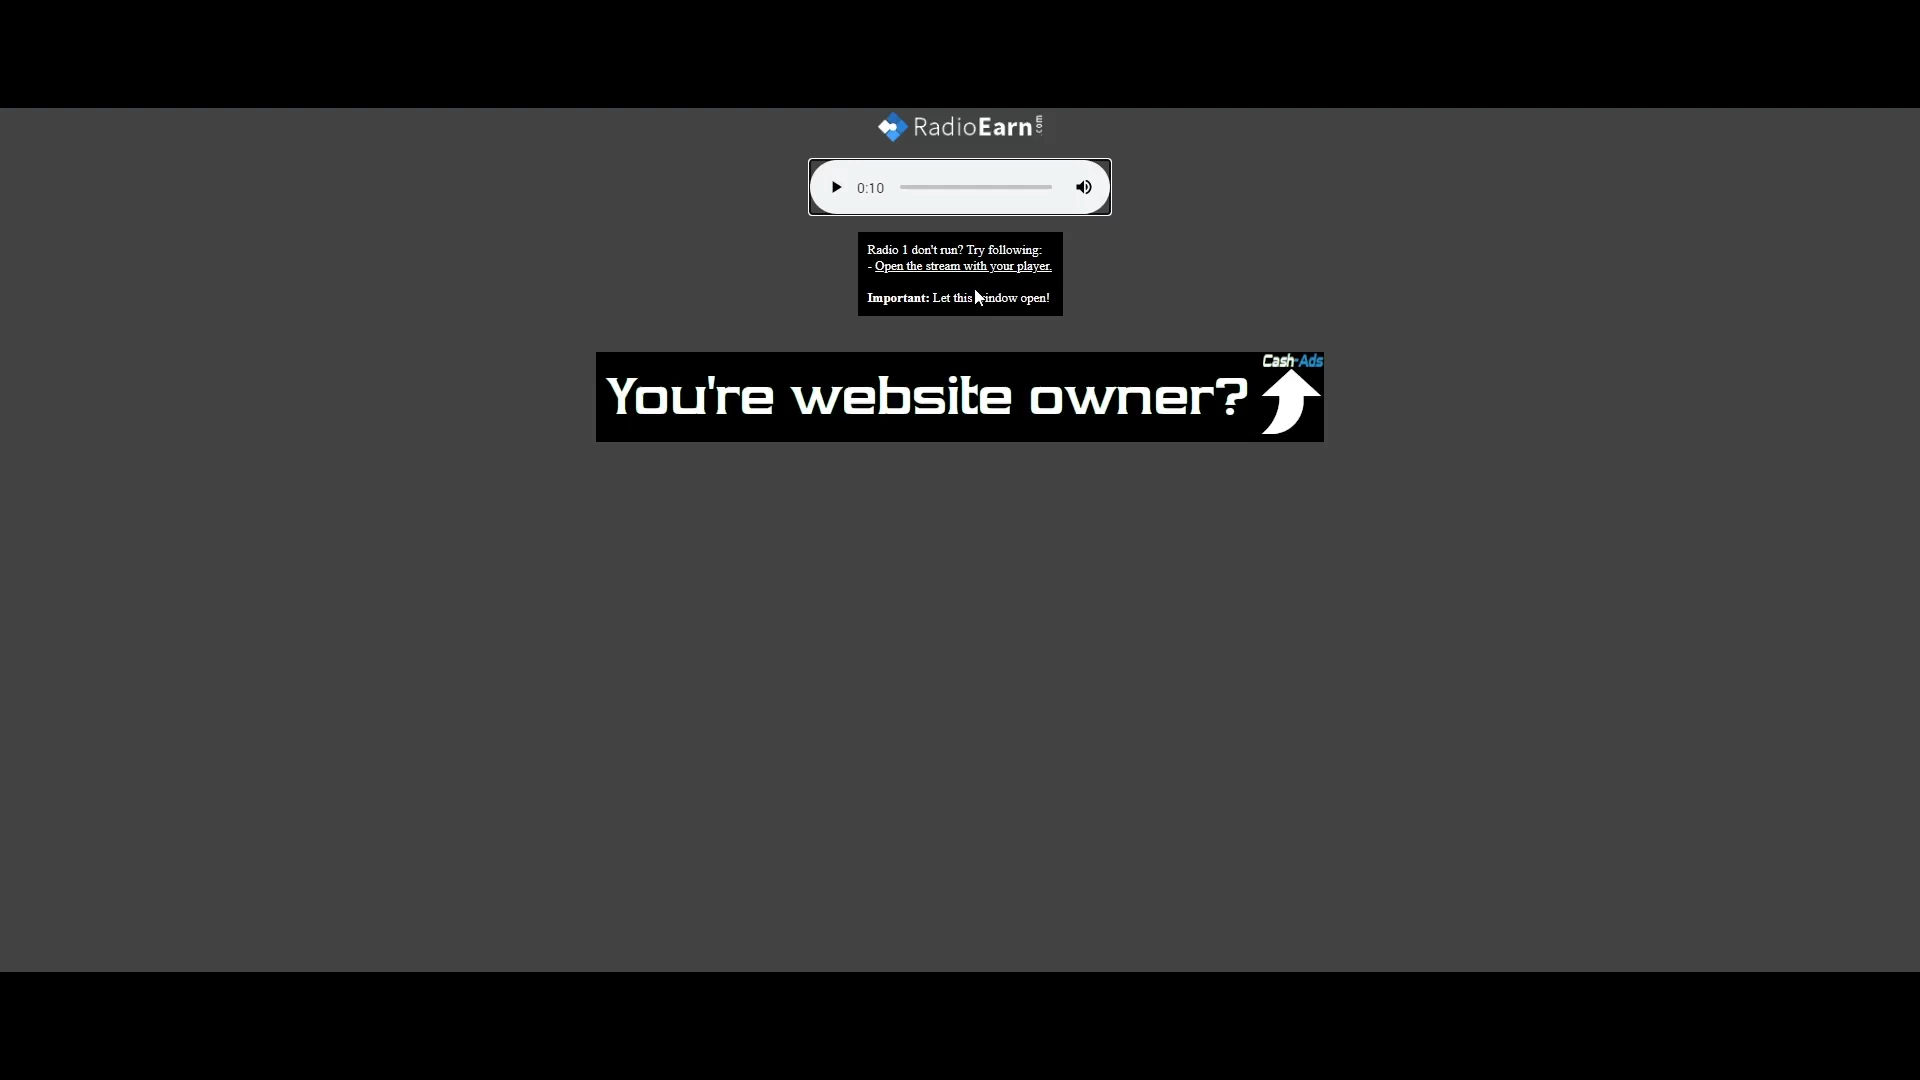 RadioEarn.com
0:10
Radio 1 don't run? Try following:
- Open the stream with your player.
Important: Let this window open!
Cash-Ads
You're website owner?